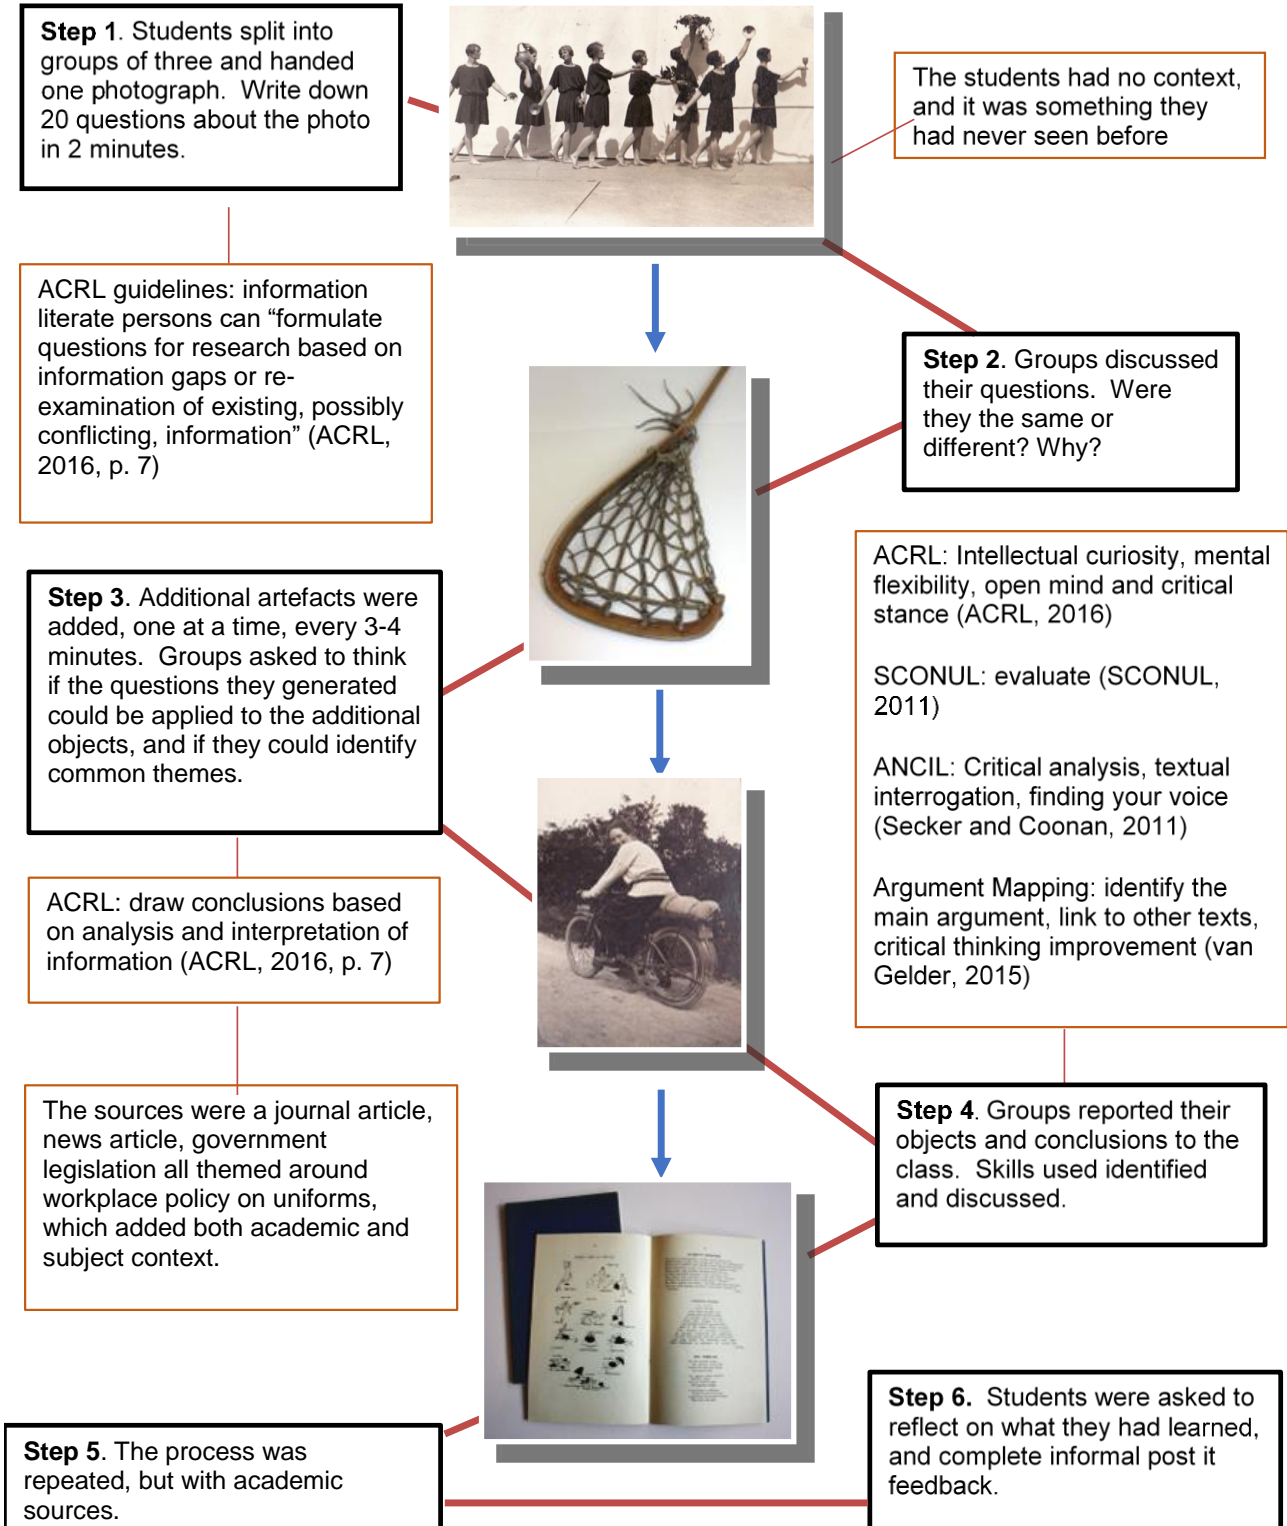 Step 1. Students split into
groups of three and handed
one photograph.  Write down
20 questions about the photo
in 2 minutes.
The students had no context,
and it was something they
had never seen before
ACRL guidelines: information
literate persons can “formulate
questions for research based on
information gaps or re-
examination of existing, possibly
conflicting, information” (ACRL,
2016, p. 7)
Step 2. Groups discussed
their questions.  Were
they the same or
different? Why?
Step 3. Additional artefacts were
added, one at a time, every 3-4
minutes.  Groups asked to think
if the questions they generated
could be applied to the additional
objects, and if they could identify
common themes.
ACRL: Intellectual curiosity, mental
flexibility, open mind and critical
stance (ACRL, 2016)
SCONUL: evaluate (SCONUL,
2011)
ANCIL: Critical analysis, textual
interrogation, finding your voice
(Secker and Coonan, 2011)
Argument Mapping: identify the
main argument, link to other texts,
critical thinking improvement (van
Gelder, 2015)
ACRL: draw conclusions based
on analysis and interpretation of
information (ACRL, 2016, p. 7)
The sources were a journal article,
news article, government
legislation all themed around
workplace policy on uniforms,
which added both academic and
subject context.
Step 4. Groups reported their
objects and conclusions to the
class.  Skills used identified
and discussed.
Step 5. The process was
repeated, but with academic
sources.
Step 6.  Students were asked to
reflect on what they had learned,
and complete informal post it
feedback.